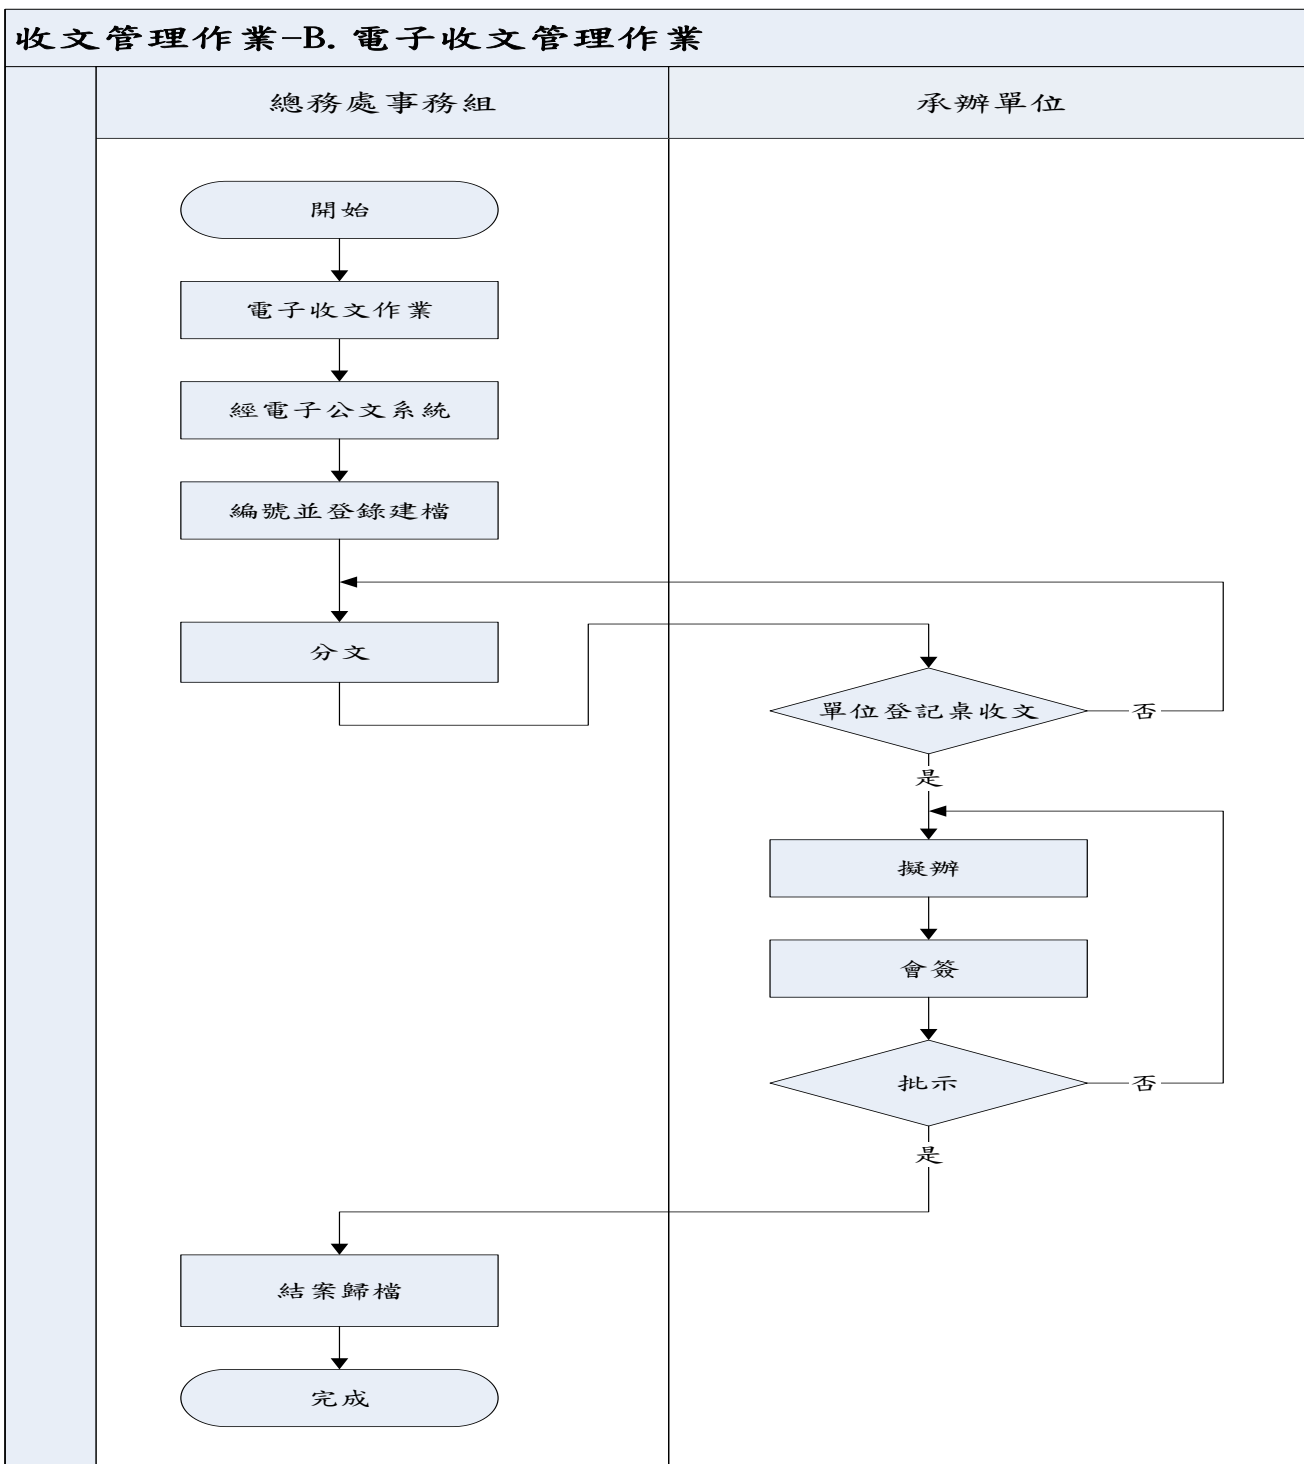 收文管理作業-B.電子收文管理作業
總務處事務組
承辦單位
開始
電子收文作業
經電子公文系統
編號並登錄建檔
分文
單位登記桌收文
否
是
擬辦
會簽
批示
否
是
結案歸檔
完成